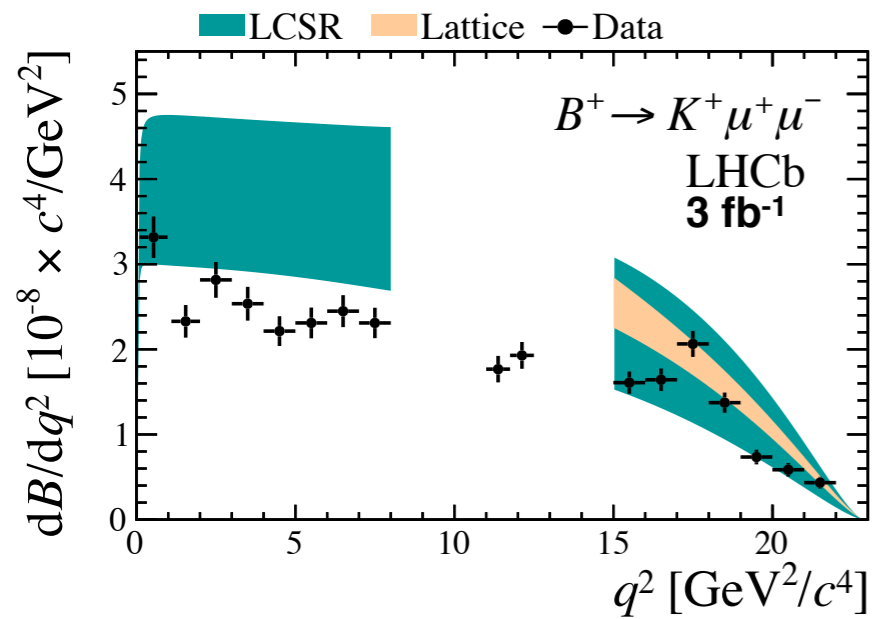 LCSR Lattice Data
dB/dq² [10⁻⁸ × c⁴/GeV²]
5
4
3
2
1
0
B⁺ → K⁺μ⁺μ⁻
LHCb
3 fb⁻¹
0 5 10 15 20
q² [GeV²/c⁴]